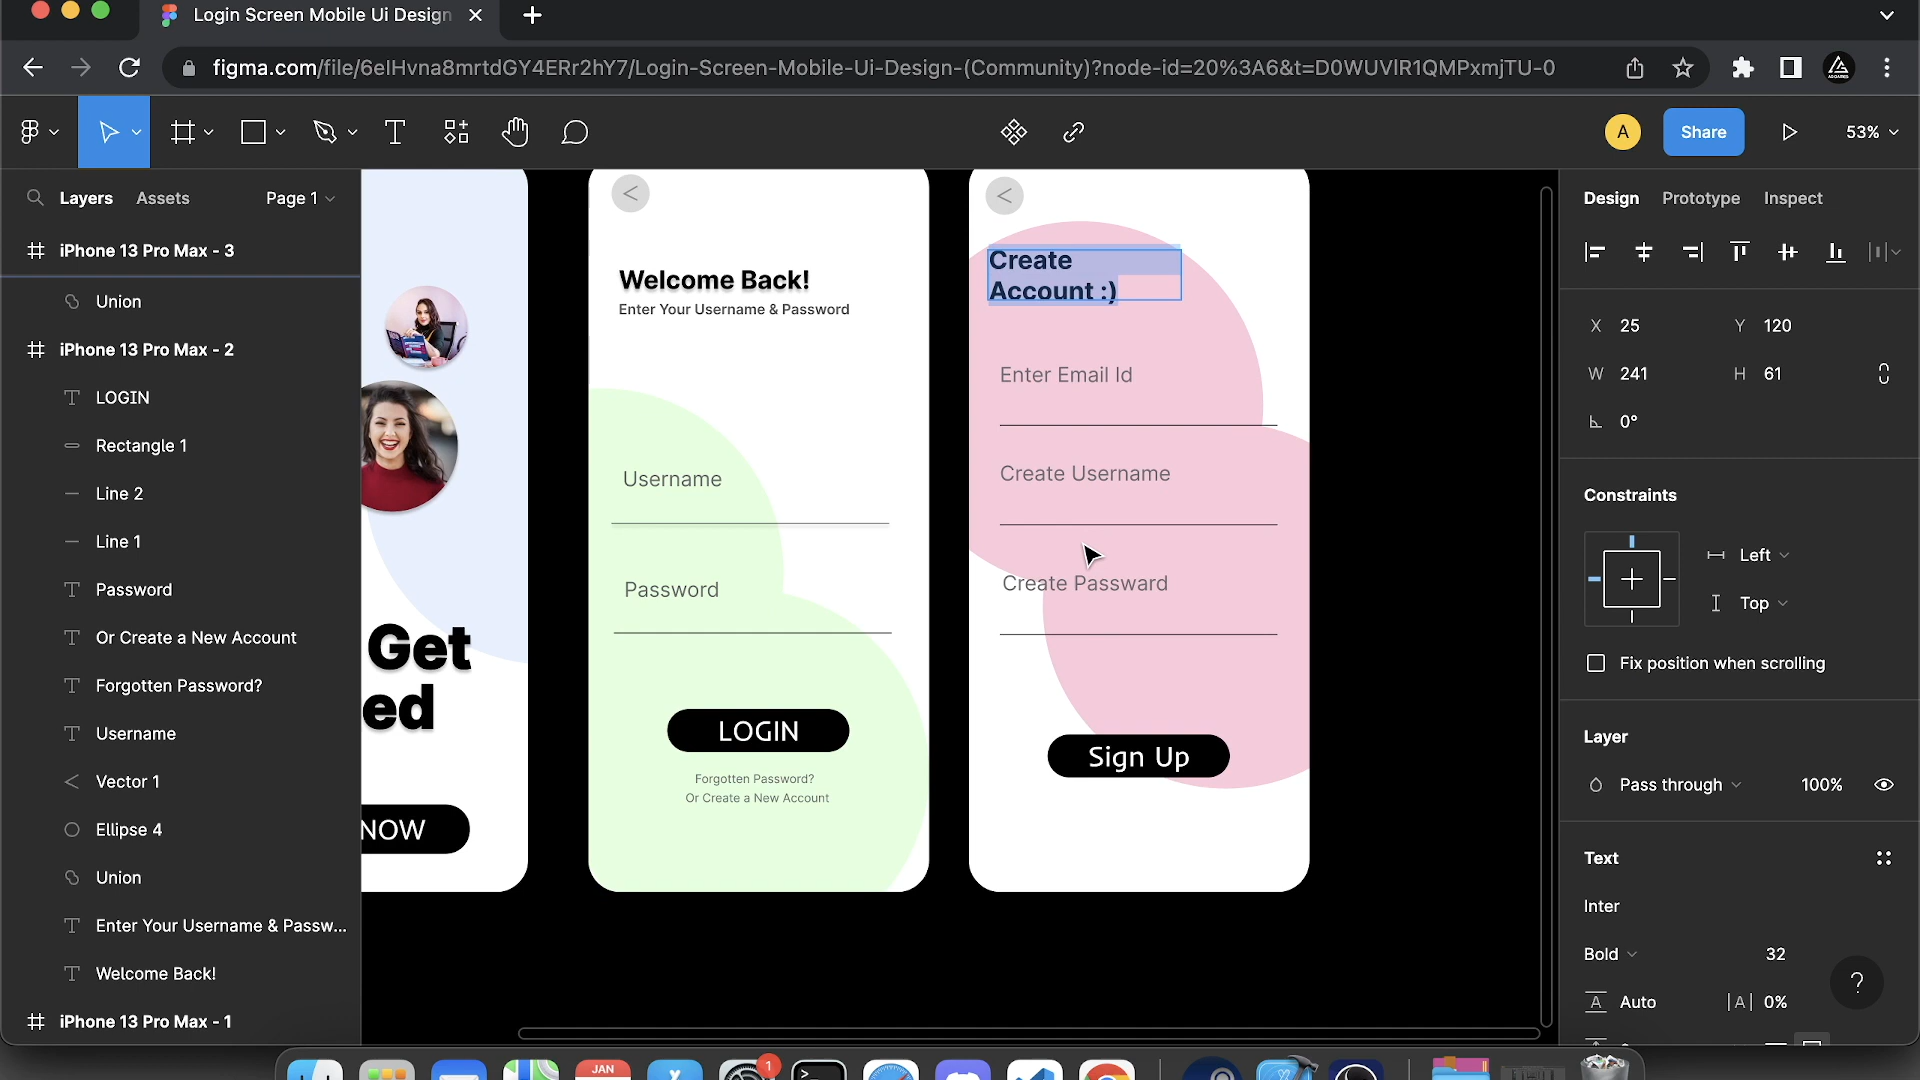 Login Screen Mobile Ui Design
figma.com/file/6eIHvna8mrtdGY4ERr2hY7/Login-Screen-Mobile-Ui-Design-(Community)?node-id=20%3A6&t=D0WUVlR1QMPxmjTU-0
A
Share
53%
Layers
Assets
Page 1
iPhone 13 Pro Max - 3
Union
iPhone 13 Pro Max - 2
LOGIN
Rectangle 1
Line 2
Line 1
Password
Or Create a New Account
Forgotten Password?
Username
Vector 1
Ellipse 4
Union
Enter Your Username & Passw...
Welcome Back!
iPhone 13 Pro Max - 1
Get
ed
NOW
Welcome Back!
Enter Your Username & Password
Username
Password
LOGIN
Forgotten Password?
Or Create a New Account
Create
Account :)
Enter Email Id
Create Username
Create Passward
Sign Up
Design
Prototype
Inspect
X 25
Y 120
W 241
H 61
0°
Constraints
Left
Top
Fix position when scrolling
Layer
Pass through
100%
Text
Inter
Bold
32
Auto
|A| 0%
?
JAN
1